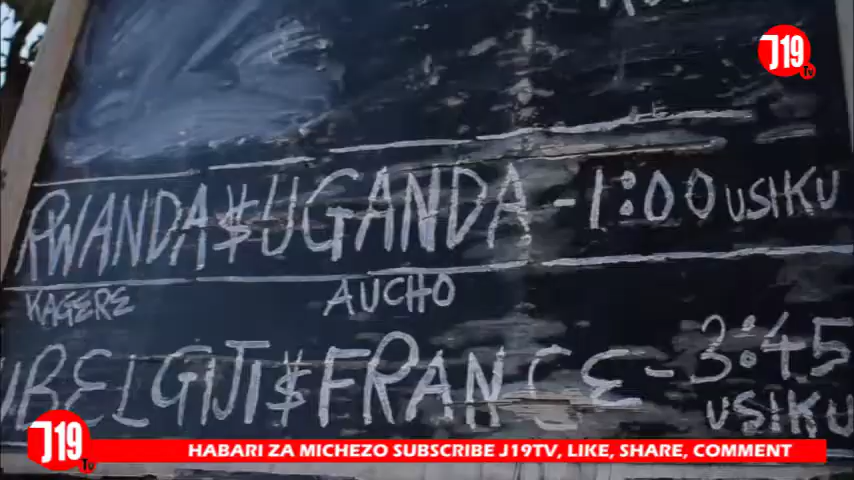 J19
Tv
RWANDA $ UGANDA - 1:00 USIKU
KAGERE AUCHO
UBELGIJI $ FRANCE - 3:45
USIKU
J19
Tv
HABARI ZA MICHEZO SUBSCRIBE J19TV, LIKE, SHARE, COMMENT